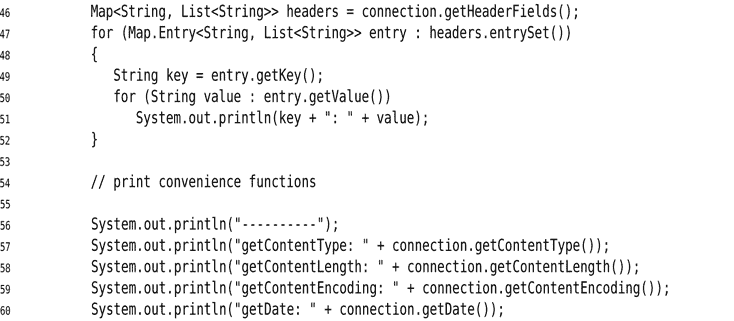 46 Map<String, List<String>> headers = connection.getHeaderFields();
47 for (Map.Entry<String, List<String>> entry : headers.entrySet())
48 {
49 String key = entry.getKey();
50 for (String value : entry.getValue())
51 System.out.println(key + ": " + value);
52 }
53
54 // print convenience functions
55
56 System.out.println("----------");
57 System.out.println("getContentType: " + connection.getContentType());
58 System.out.println("getContentLength: " + connection.getContentLength());
59 System.out.println("getContentEncoding: " + connection.getContentEncoding());
60 System.out.println("getDate: " + connection.getDate());